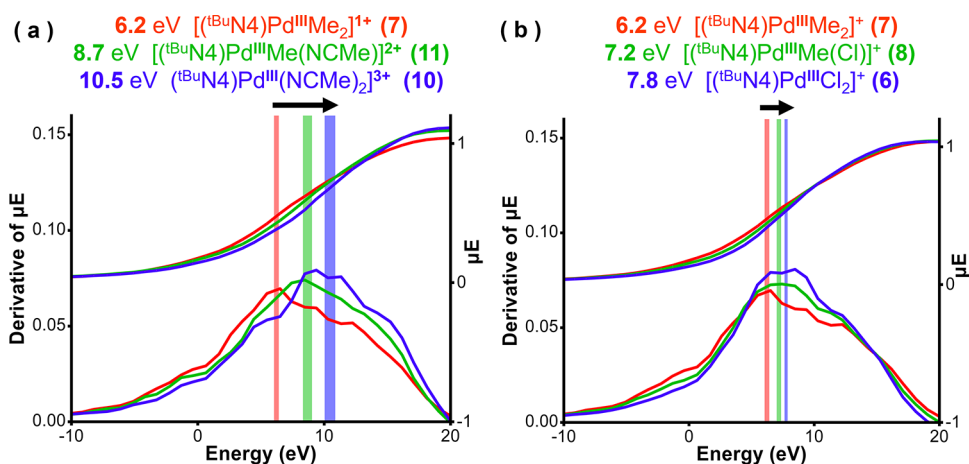 ( a )
6.2 eV [(ᵗᴮᵘN4)PdᴵᴵᴵMe₂]¹⁺ (7)
8.7 eV [(ᵗᴮᵘN4)PdᴵᴵᴵMe(NCMe)]²⁺ (11)
10.5 eV (ᵗᴮᵘN4)Pdᴵᴵᴵ(NCMe)₂]³⁺ (10)
0.15
0.10
0.05
0.00
Derivative of µE
1
0
-1
µE
-10
0
10
20
Energy (eV)
( b )
6.2 eV [(ᵗᴮᵘN4)PdᴵᴵᴵMe₂]⁺ (7)
7.2 eV [(ᵗᴮᵘN4)PdᴵᴵᴵMe(Cl)]⁺ (8)
7.8 eV [(ᵗᴮᵘN4)PdᴵᴵᴵCl₂]⁺ (6)
0.15
0.10
0.05
0.00
Derivative of µE
1
0
-1
µE
-10
0
10
20
Energy (eV)